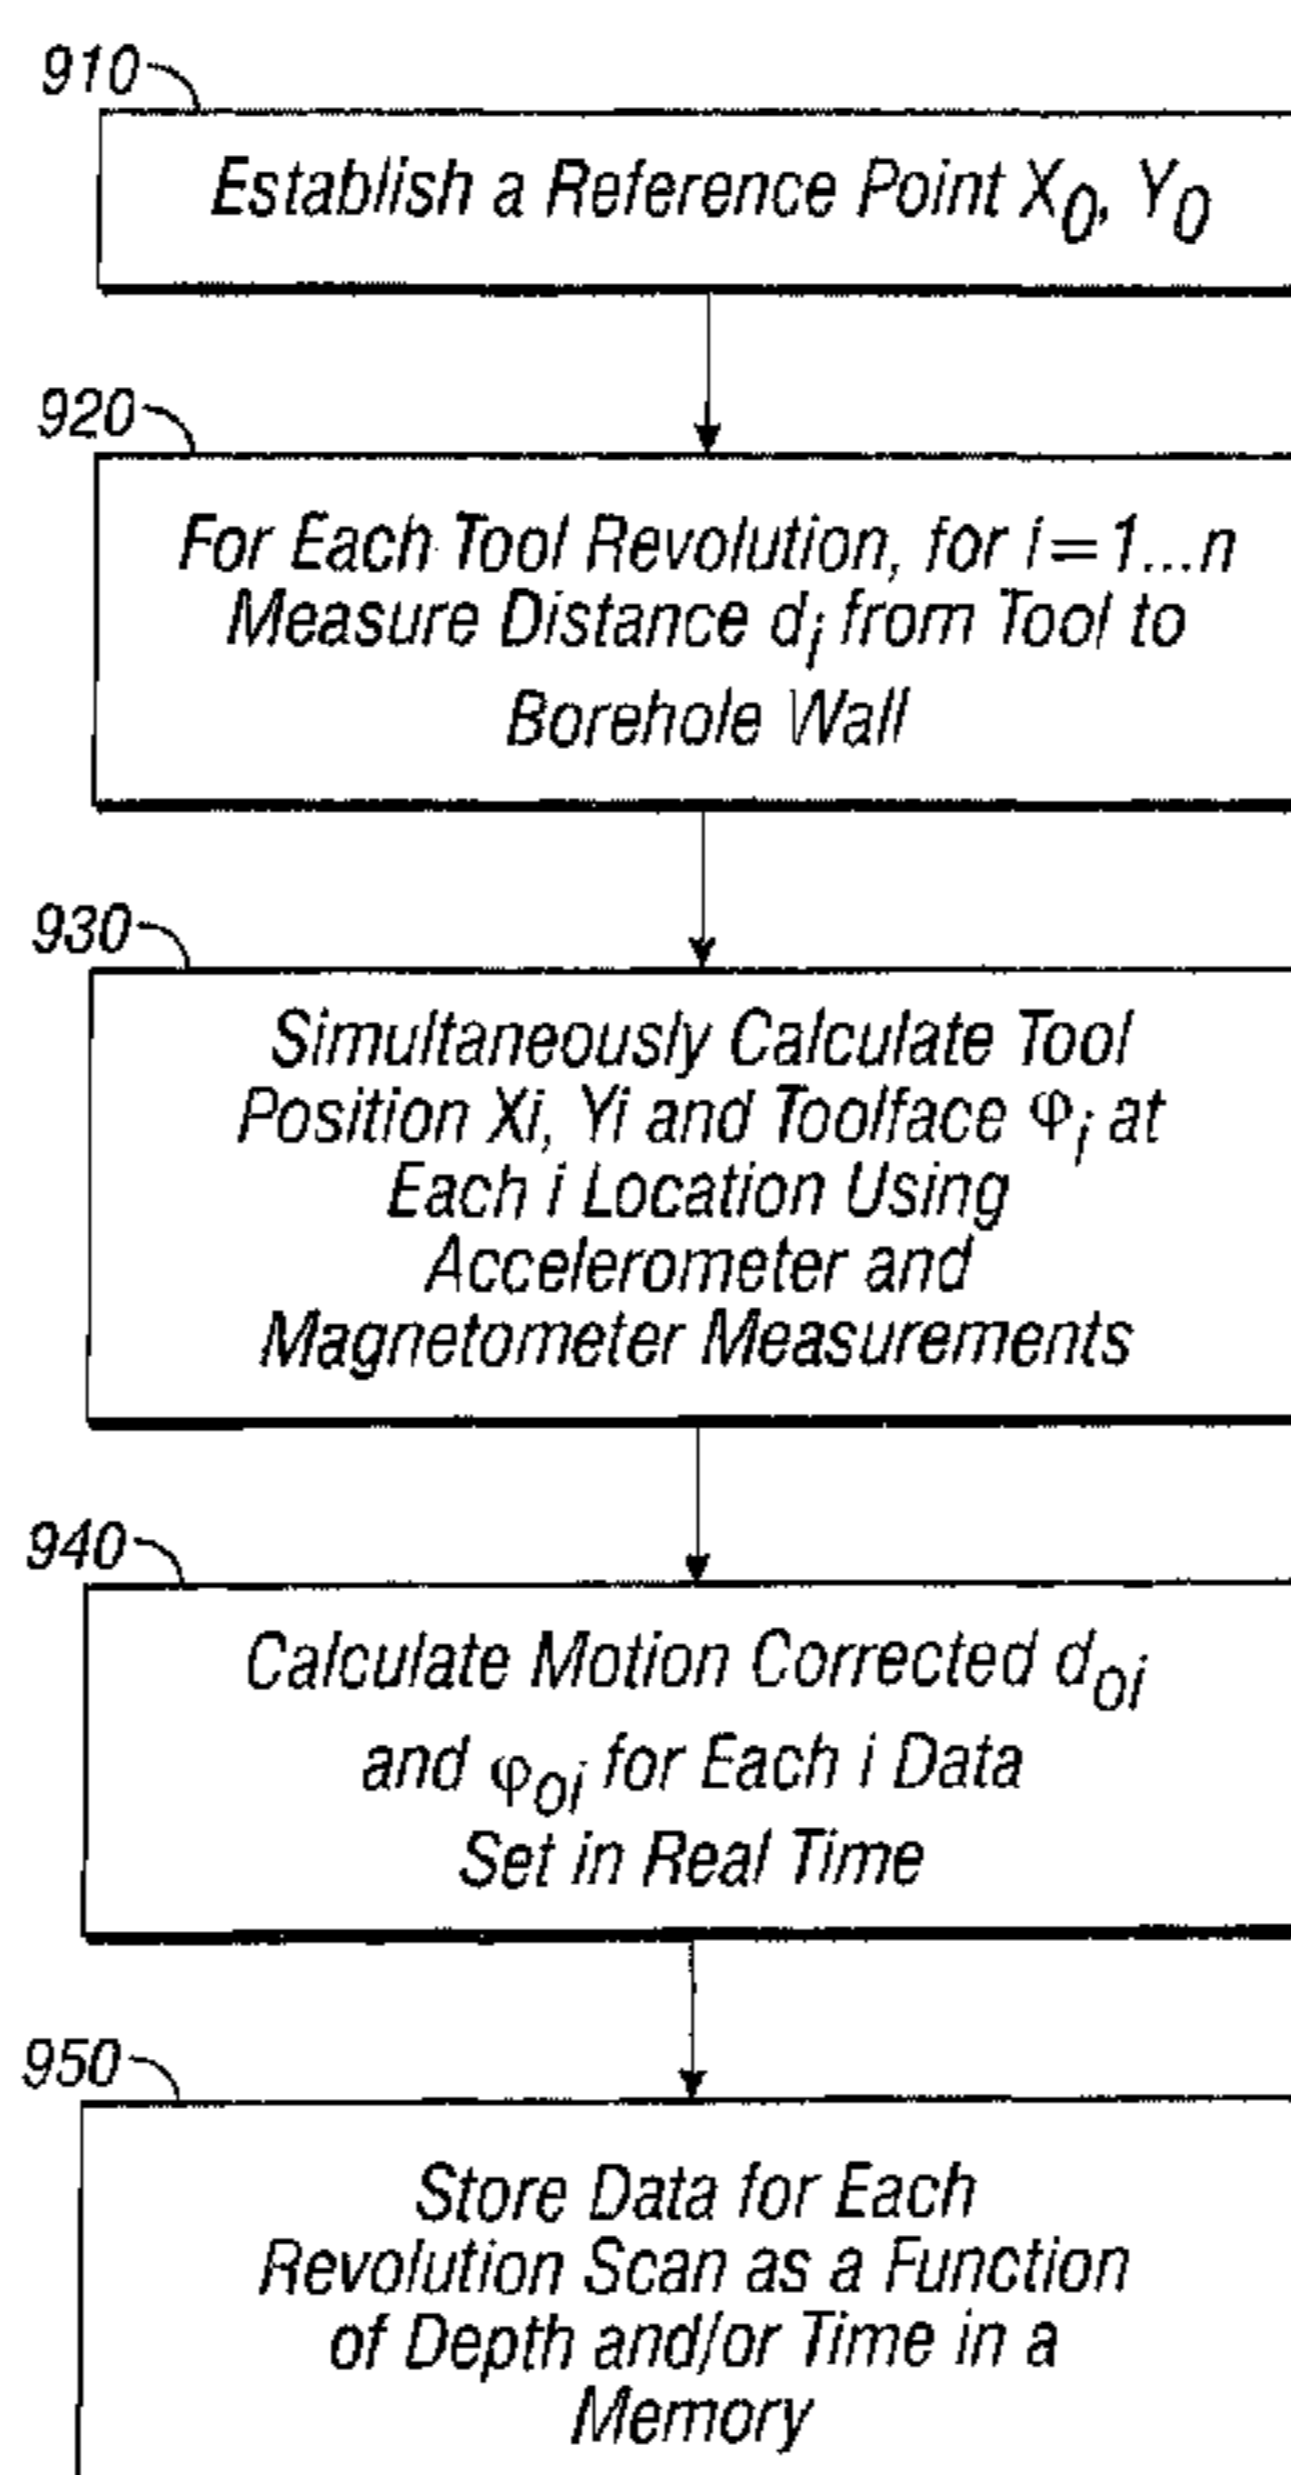 910
Establish a Reference Point X0, Y0
920
For Each Tool Revolution, for i=1...n
Measure Distance di from Tool to
Borehole Wall
930
Simultaneously Calculate Tool
Position Xi, Yi and Toolface φi at
Each i Location Using
Accelerometer and
Magnetometer Measurements
940
Calculate Motion Corrected doi
and φoi for Each i Data
Set in Real Time
950
Store Data for Each
Revolution Scan as a Function
of Depth and/or Time in a
Memory